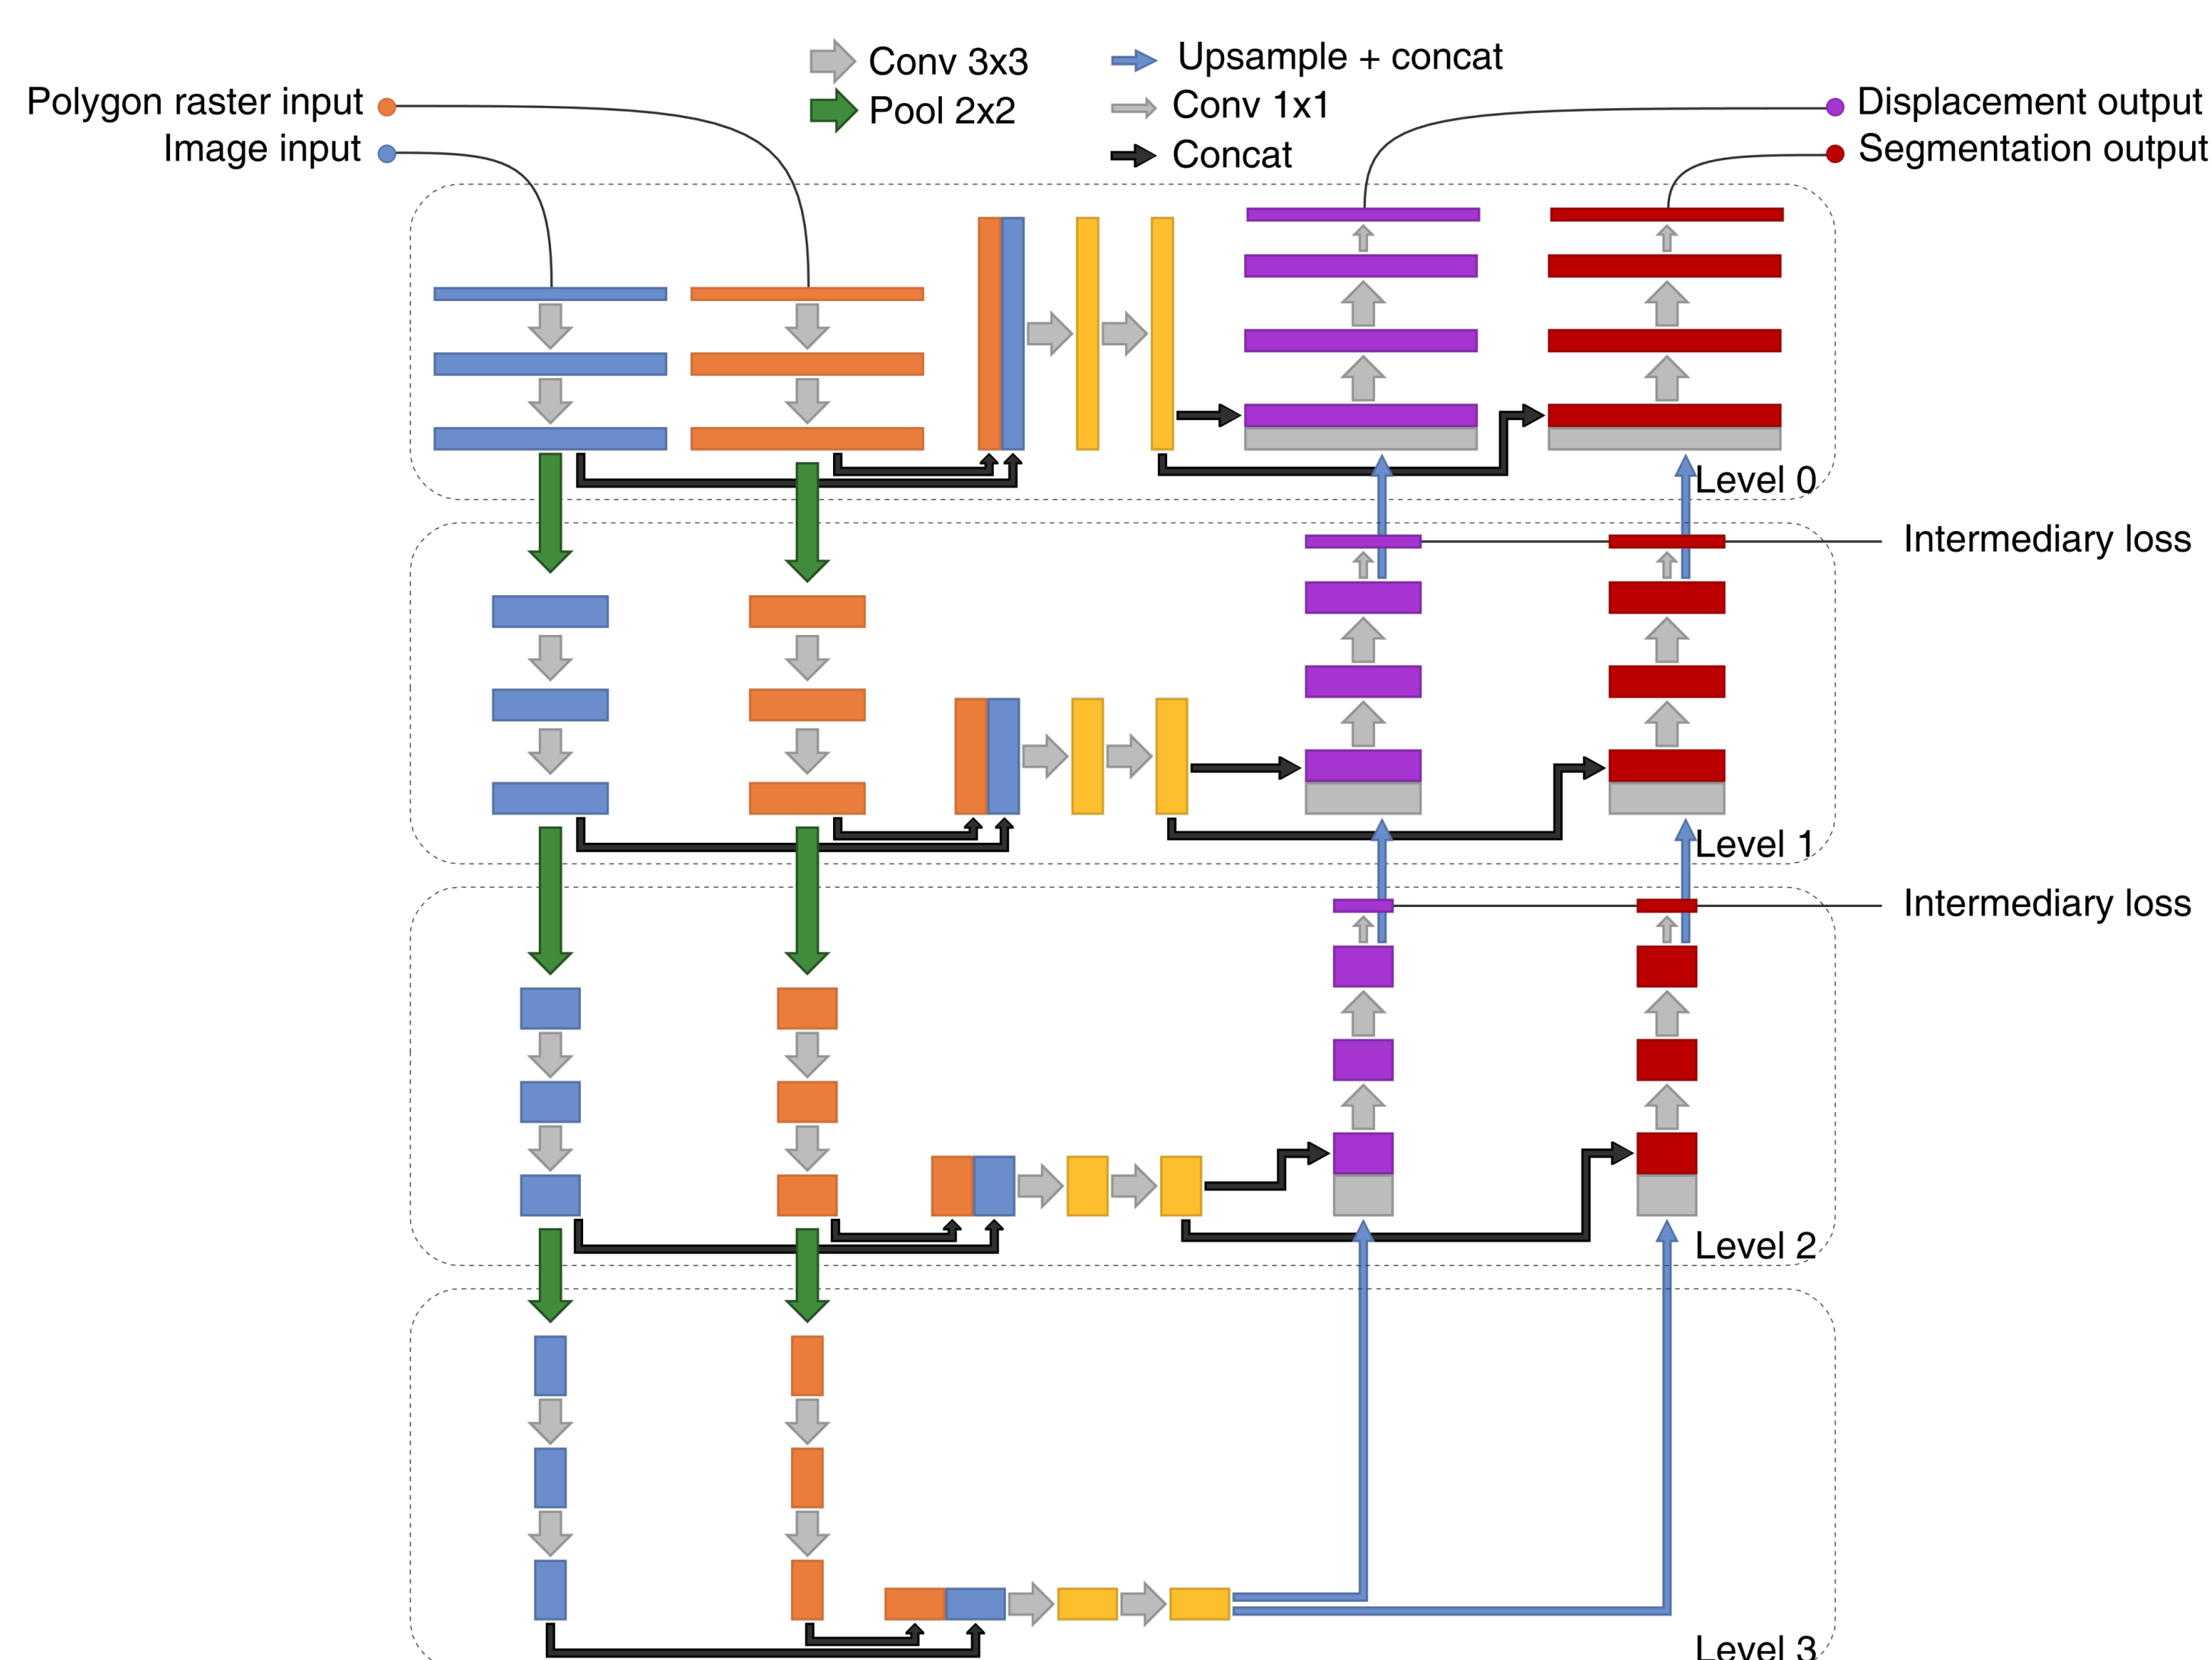 Conv 3x3
Upsample + concat
Polygon raster input
Pool 2x2
Conv 1x1
Displacement output
Image input
Concat
Segmentation output
Level 0
Intermediary loss
Level 1
Intermediary loss
Level 2
Level 3